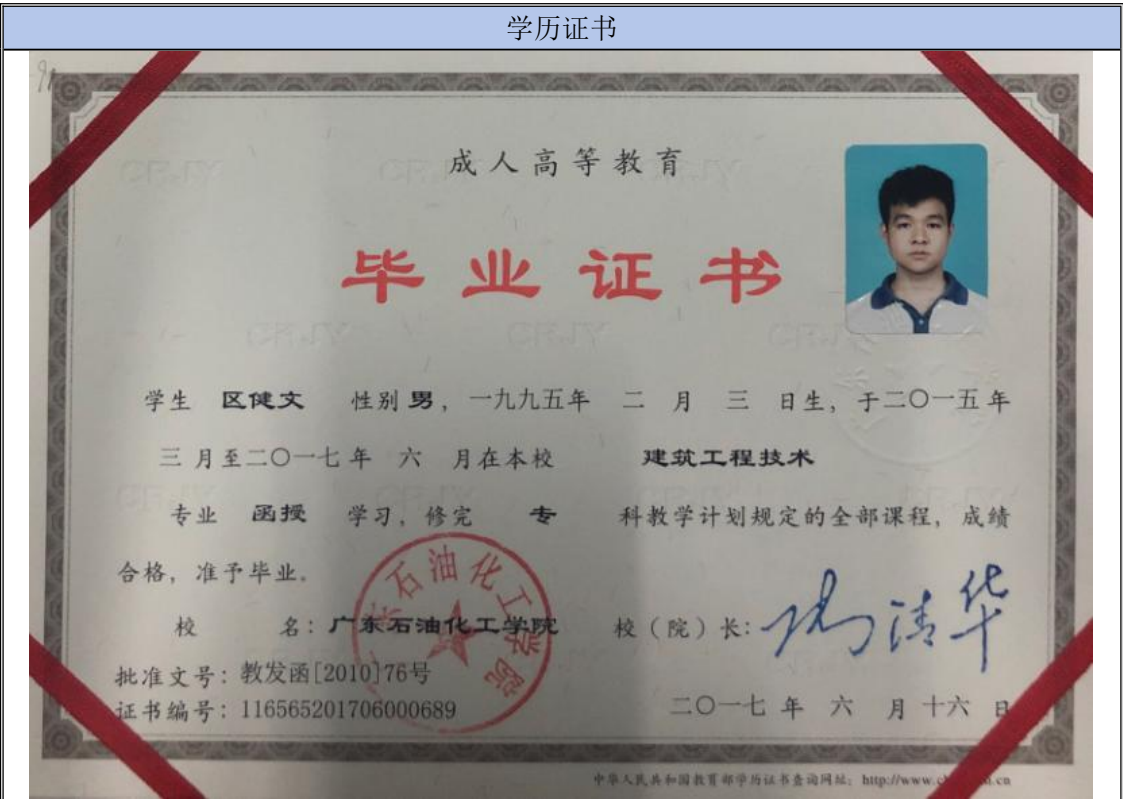 学历证书
成人高等教育
毕业证书
学生 区健文 性别 男，一九九五年 二 月 三 日生，于二〇一五年
三 月至二〇一七年 六 月在本校 建筑工程技术
专业 函授 学习，修完 专 科教学计划规定的全部课程，成绩
合格，准予毕业。
校 名：广东石油化工学院 校（院）长：
批准文号：教发函[2010]76号
证书编号：116565201706000689 二〇一七 年 六 月 十六 日
中华人民共和国教育部学历证书查询网址：http://www.